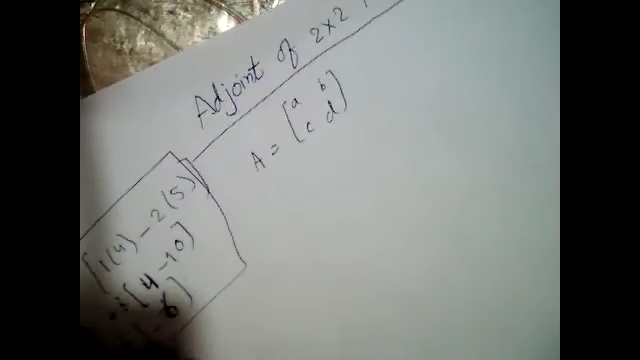 Adjoint of 2×2
A = [a b
c d]
[1(4) - 2(5)
[4 - 10]
- 6]